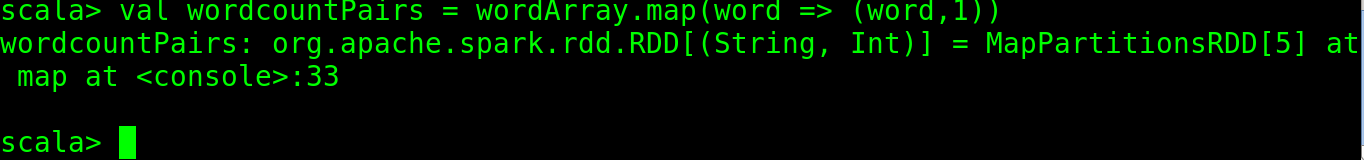 scala> val wordcountPairs = wordArray.map(word => (word,1))
wordcountPairs: org.apache.spark.rdd.RDD[(String, Int)] = MapPartitionsRDD[5] at
 map at <console>:33
scala>